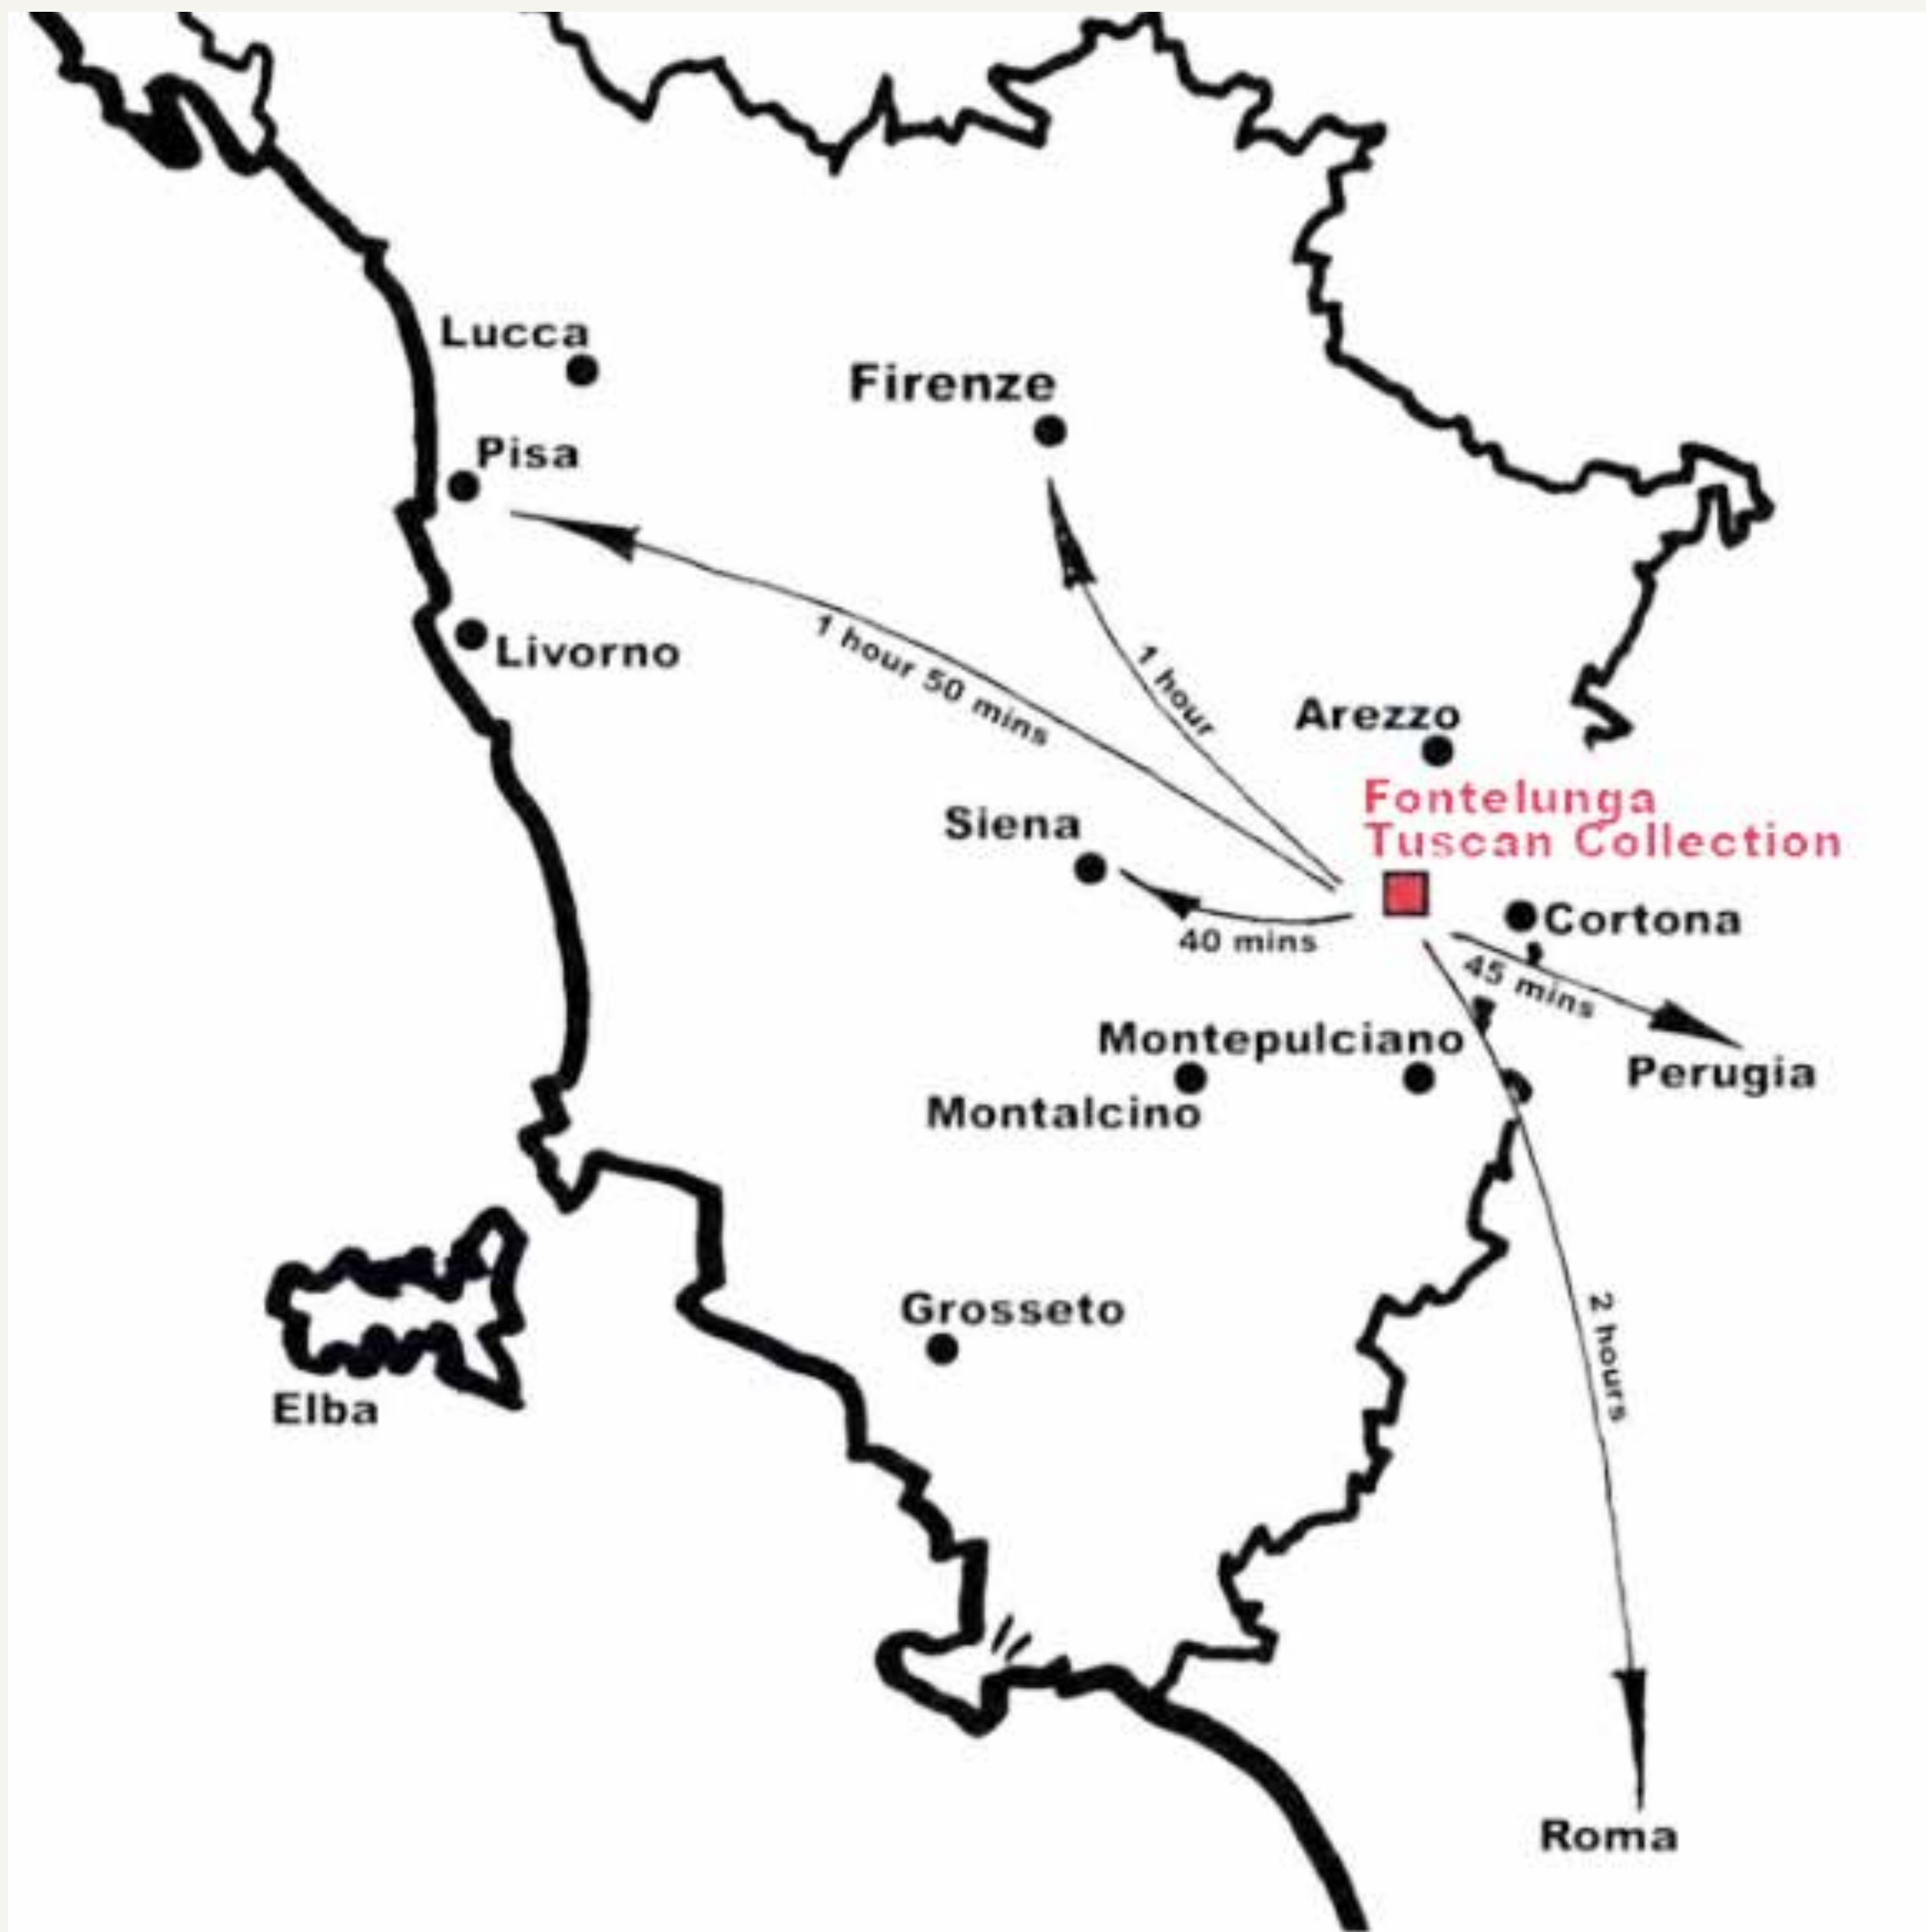 Lucca
Firenze
Pisa
Livorno
1 hour 50 mins
1 hour
Arezzo
Fontelunga
Tuscan Collection
Siena
Cortona
40 mins
45 mins
Montepulciano
Perugia
Montalcino
2 hours
Grosseto
Elba
Roma